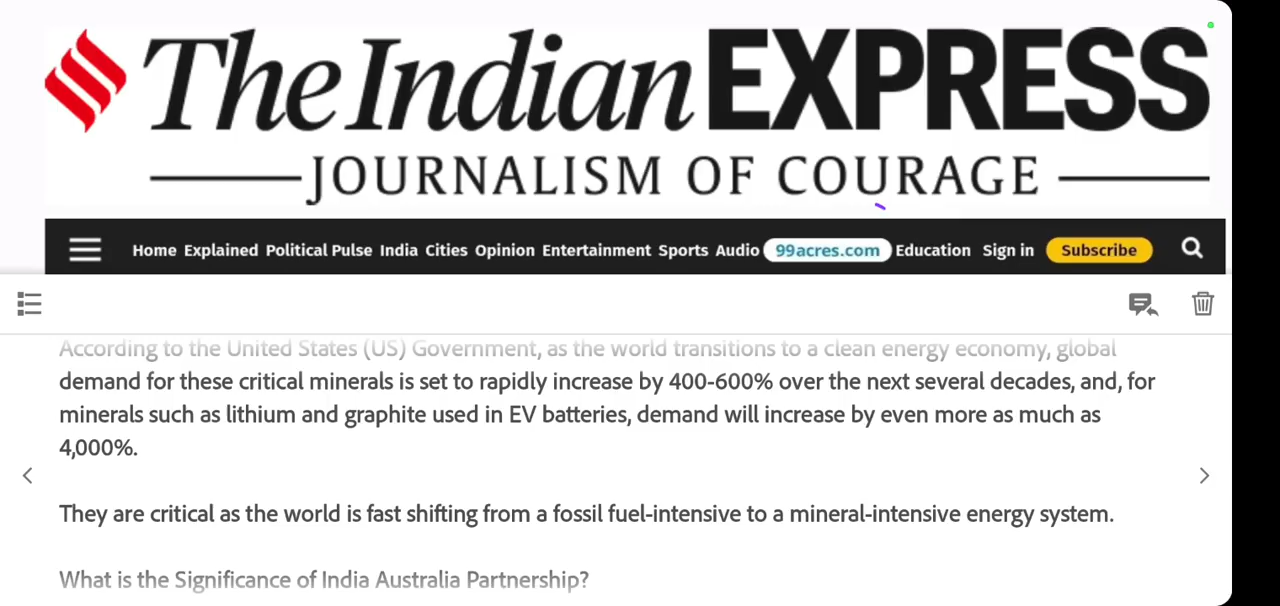 The Indian EXPRESS
JOURNALISM OF COURAGE
Home Explained Political Pulse India Cities Opinion Entertainment Sports Audio 99acres.com Education Sign in Subscribe
According to the United States (US) Government, as the world transitions to a clean energy economy, global
demand for these critical minerals is set to rapidly increase by 400-600% over the next several decades, and, for
minerals such as lithium and graphite used in EV batteries, demand will increase by even more as much as
4,000%.
They are critical as the world is fast shifting from a fossil fuel-intensive to a mineral-intensive energy system.
What is the Significance of India Australia Partnership?